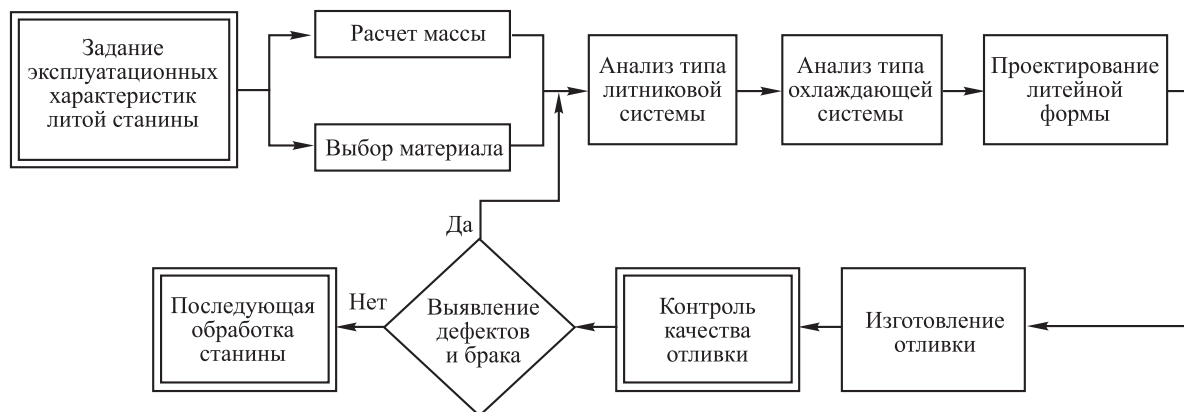 Задание
эксплуатационных
характеристик
литой станины
Расчет массы
Выбор материала
Анализ типа
литниковой
системы
Анализ типа
охлаждающей
системы
Проектирование
литейной
формы
Изготовление
отливки
Контроль
качества
отливки
Выявление
дефектов
и брака
Да
Нет
Последующая
обработка
станины